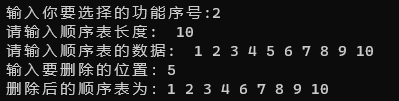 输入你要选择的功能序号:2
请输入顺序表长度:  10
请输入顺序表的数据:  1 2 3 4 5 6 7 8 9 10
输入要删除的位置: 5
删除后的顺序表为: 1 2 3 4 6 7 8 9 10